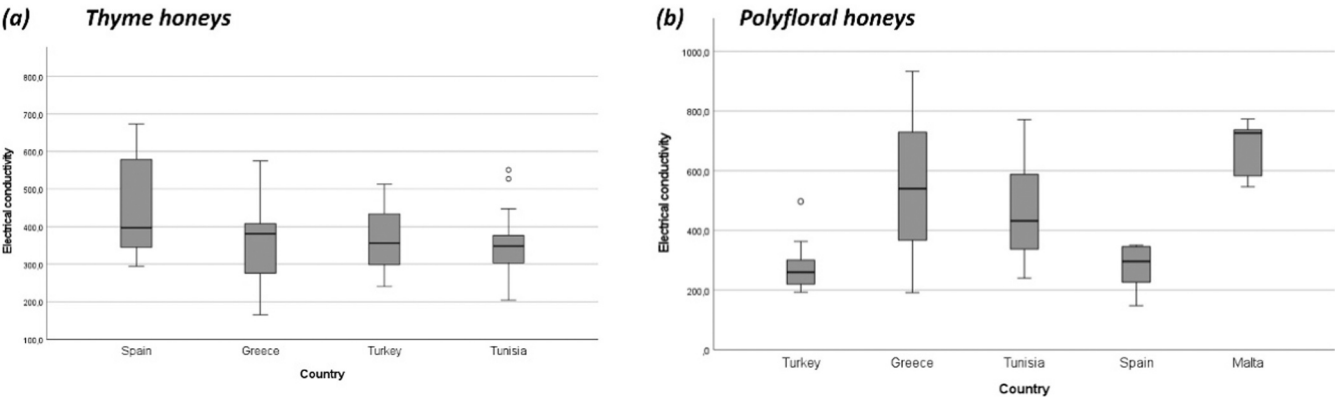 (a) Thyme honeys
Electrical conductivity
800,0
700,0
600,0
500,0
400,0
300,0
200,0
100,0
Spain Greece Turkey Tunisia
Country
(b) Polyfloral honeys
Electrical conductivity
1000,0
800,0
600,0
400,0
200,0
,0
Turkey Greece Tunisia Spain Malta
Country